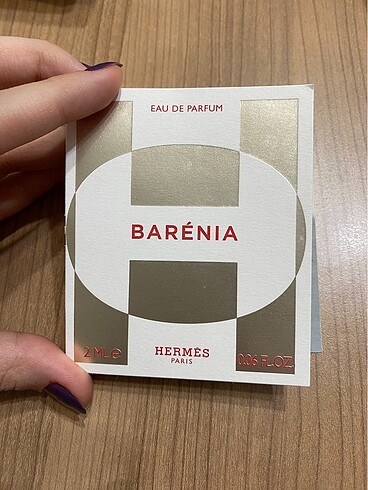 EAU DE PARFUM
BARÉNIA
2 ML e
HERMÈS
PARIS
0.06 FL.OZ